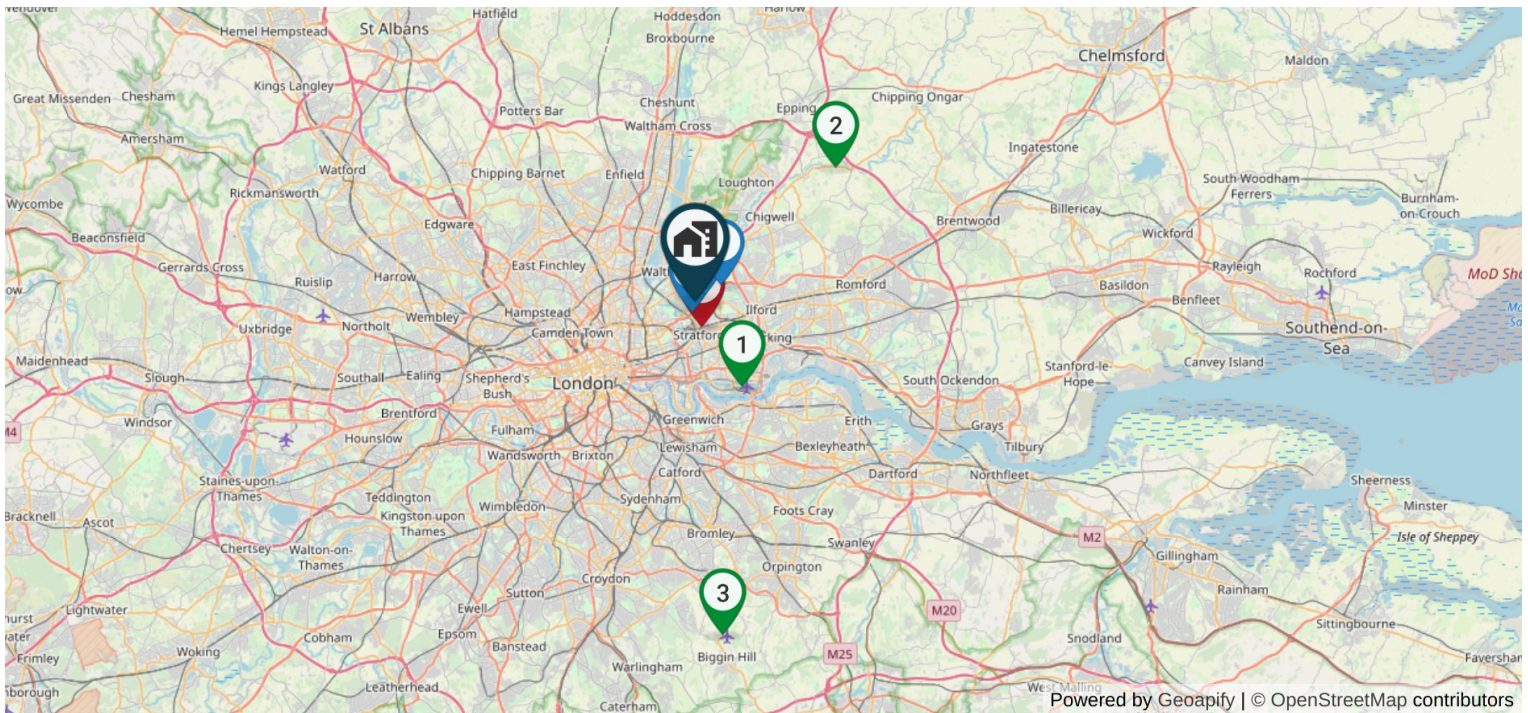 Hatfield
Hoddesdon
Hemel Hempstead
St Albans
Broxbourne
Chelmsford
Maldon
Kings Langley
Great Missenden
Chesham
Potters Bar
Cheshunt
Epping
Chipping Ongar
Waltham Cross
Amersham
2
Ingatestone
Watford
Chipping Barnet
Enfield
Loughton
South Woodham
Ferrers
Rickmansworth
Wycombe
Burnham-
on-Crouch
Edgware
Chigwell
Brentwood
Billericay
Wickford
Beaconsfield
Gerrards Cross
East Finchley
Harrow
Ruislip
Romford
Basildon
Rayleigh
Rochford
Benfleet
Uxbridge
Northolt
Wembley
Hampstead
Camden Town
Ilford
Southend-on-
Sea
1
Maidenhead
Slough
Southall
Ealing
Shepherd's
Bush
London
South Ockendon
Stanford-le-
Hope
Canvey Island
M4
Windsor
Brentford
Hounslow
Fulham
Greenwich
Erith
Grays
Tilbury
Wandsworth
Brixton
Lewisham
Bexleyheath
Catford
Dartford
Northfleet
Staines-upon-
Thames
Sheerness
Teddington
Sydenham
Wimbledon
Kingston upon
Thames
Foots Cray
Minster
Bracknell
Ascot
Isle of Sheppey
Chertsey
Walton-on-
Thames
Bromley
Swanley
M2
Gillingham
Orpington
Croydon
3
Sutton
Rainham
Lightwater
Ewell
M20
Sittingbourne
Cobham
Epsom
Banstead
Snodland
Woking
Frimley
Biggin Hill
M25
Warlingham
Leatherhead
Caterham
West Malling
Powered by Geoapify | © OpenStreetMap contributors